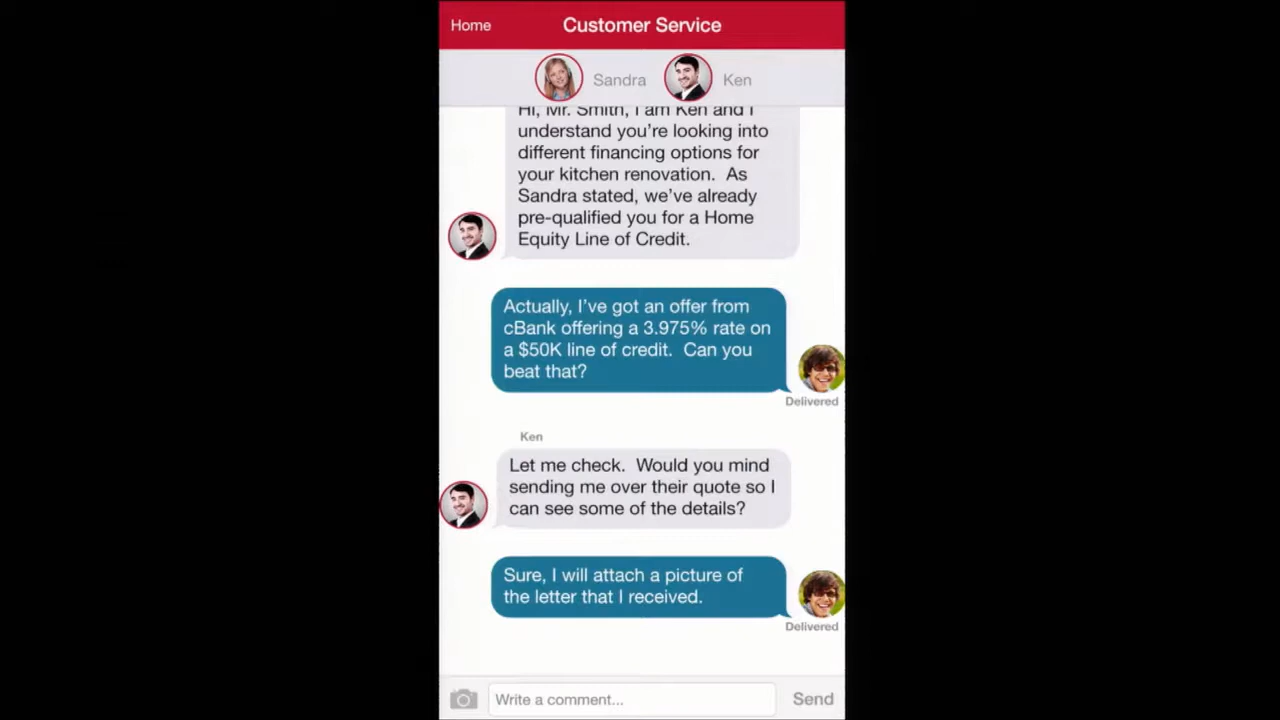 Home Customer Service
Sandra Ken
Hi, Mr. Smith, I am Ken and I
understand you're looking into
different financing options for
your kitchen renovation.  As
Sandra stated, we've already
pre-qualified you for a Home
Equity Line of Credit.
Actually, I've got an offer from
cBank offering a 3.975% rate on
a $50K line of credit.  Can you
beat that?
Delivered
Ken
Let me check.  Would you mind
sending me over their quote so I
can see some of the details?
Sure, I will attach a picture of
the letter that I received.
Delivered
Write a comment... Send